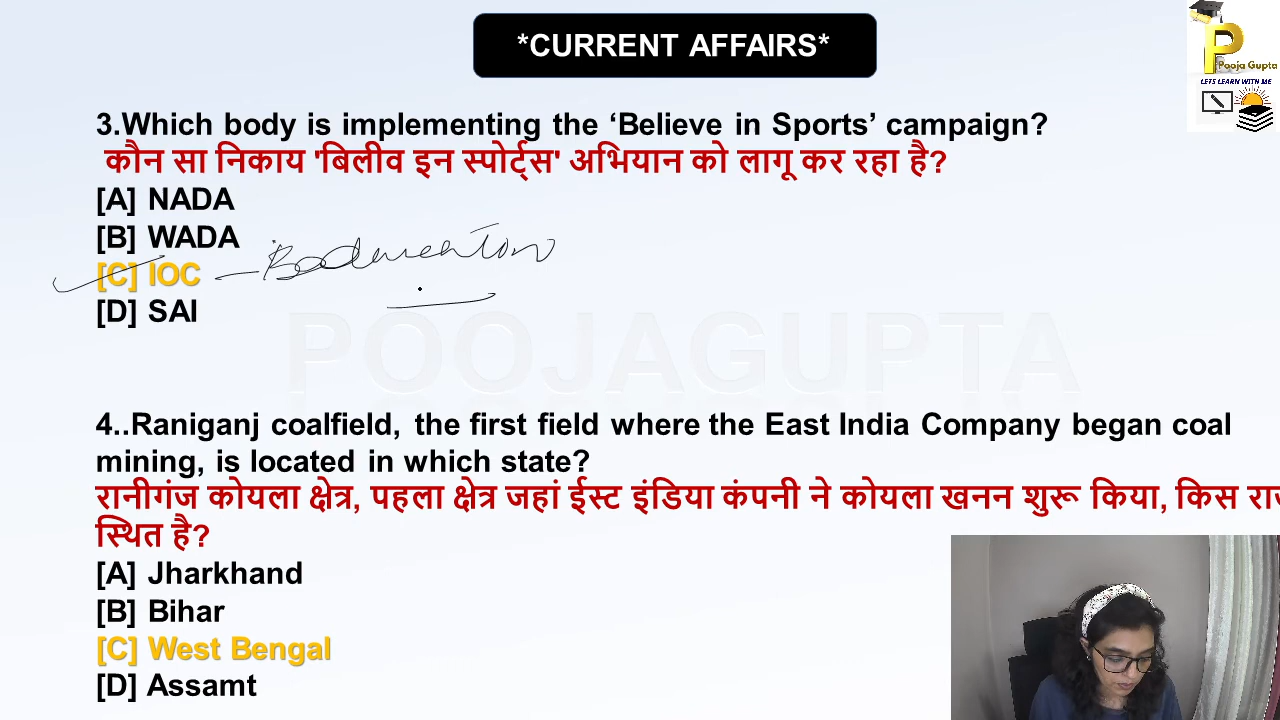 *CURRENT AFFAIRS*
P
Pooja Gupta
LETS LEARN WITH ME
3.Which body is implementing the ‘Believe in Sports’ campaign?
कौन सा निकाय 'बिलीव इन स्पोर्ट्स' अभियान को लागू कर रहा है?
[A] NADA
[B] WADA
[C] IOC - Badmenton
[D] SAI
POOJAGUPTA
4..Raniganj coalfield, the first field where the East India Company began coal
mining, is located in which state?
रानीगंज कोयला क्षेत्र, पहला क्षेत्र जहां ईस्ट इंडिया कंपनी ने कोयला खनन शुरू किया, किस
स्थित है?
[A] Jharkhand
[B] Bihar
[C] West Bengal
[D] Assamt